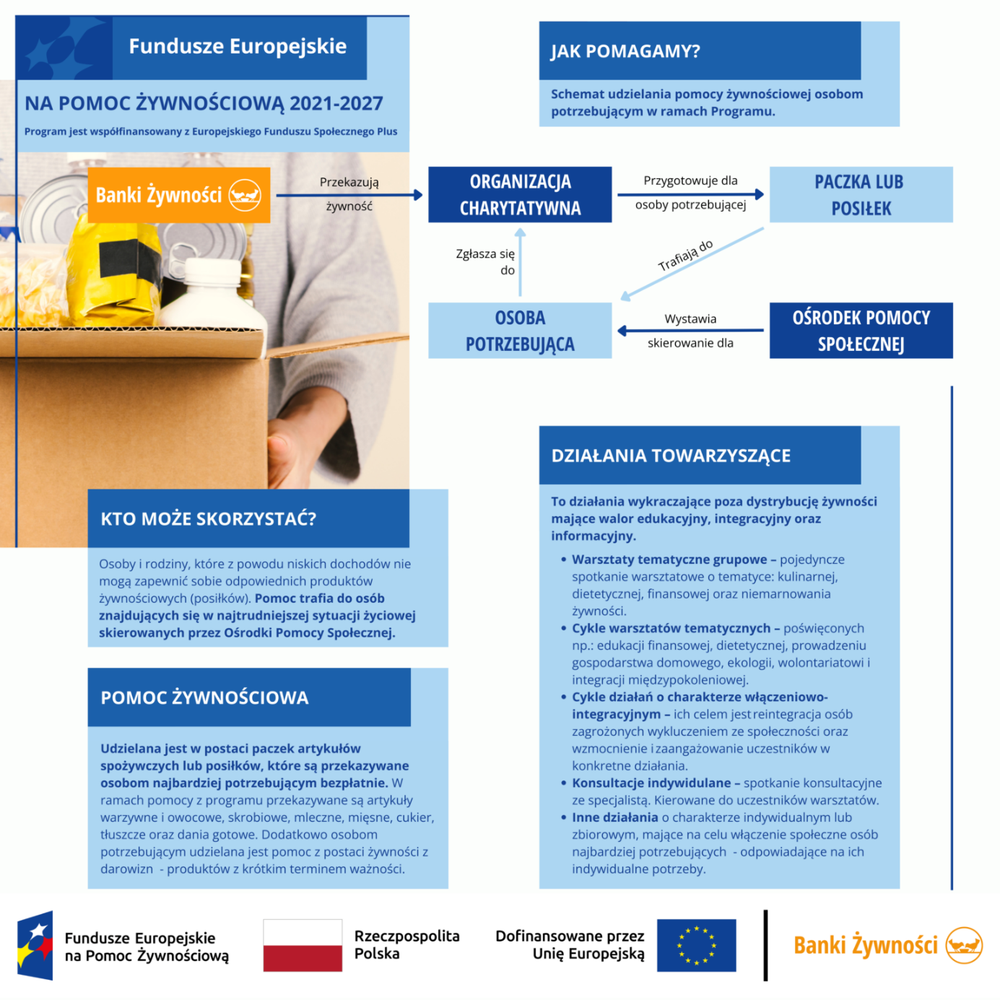 Fundusze Europejskie
NA POMOC ŻYWNOŚCIOWĄ 2021-2027
Program jest współfinansowany z Europejskiego Funduszu Społecznego Plus
JAK POMAGAMY?
Schemat udzielania pomocy żywnościowej osobom
potrzebującym w ramach Programu.
Banki Żywności
Przekazują
żywność
ORGANIZACJA
CHARYTATYWNA
Przygotowuje dla
osoby potrzebującej
PACZKA LUB
POSIŁEK
Zgłasza się
do
Trafiają do
OSOBA
POTRZEBUJĄCA
Wystawia
skierowanie dla
OŚRODEK POMOCY
SPOŁECZNEJ
KTO MOŻE SKORZYSTAĆ?
Osoby i rodziny, które z powodu niskich dochodów nie
mogą zapewnić sobie odpowiednich produktów
żywnościowych (posiłków). Pomoc trafia do osób
znajdujących się w najtrudniejszej sytuacji życiowej
skierowanych przez Ośrodki Pomocy Społecznej.
POMOC ŻYWNOŚCIOWA
Udzielana jest w postaci paczek artykułów
spożywczych lub posiłków, które są przekazywane
osobom najbardziej potrzebującym bezpłatnie. W
ramach pomocy z programu przekazywane są artykuły
warzywne i owocowe, skrobiowe, mleczne, mięsne, cukier,
tłuszcze oraz dania gotowe. Dodatkowo osobom
potrzebującym udzielana jest pomoc z postaci żywności z
darowizn - produktów z krótkim terminem ważności.
DZIAŁANIA TOWARZYSZĄCE
To działania wykraczające poza dystrybucję żywności
mające walor edukacyjny, integracyjny oraz
informacyjny.
• Warsztaty tematyczne grupowe – pojedyncze
spotkanie warsztatowe o tematyce: kulinarnej,
dietetycznej, finansowej oraz niemarnowania
żywności.
• Cykle warsztatów tematycznych – poświęconych
np.: edukacji finansowej, dietetycznej, prowadzeniu
gospodarstwa domowego, ekologii, wolontariatowi i
integracji międzypokoleniowej.
• Cykle działań o charakterze włączeniowo-
integracyjnym – ich celem jest reintegracja osób
zagrożonych wykluczeniem ze społeczności oraz
wzmocnienie i zaangażowanie uczestników w
konkretne działania.
• Konsultacje indywidulane – spotkanie konsultacyjne
ze specjalistą. Kierowane do uczestników warsztatów.
• Inne działania o charakterze indywidualnym lub
zbiorowym, mające na celu włączenie społeczne osób
najbardziej potrzebujących - odpowiadające na ich
indywidualne potrzeby.
Fundusze Europejskie
na Pomoc Żywnościową
Rzeczpospolita
Polska
Dofinansowane przez
Unię Europejską
Banki Żywności